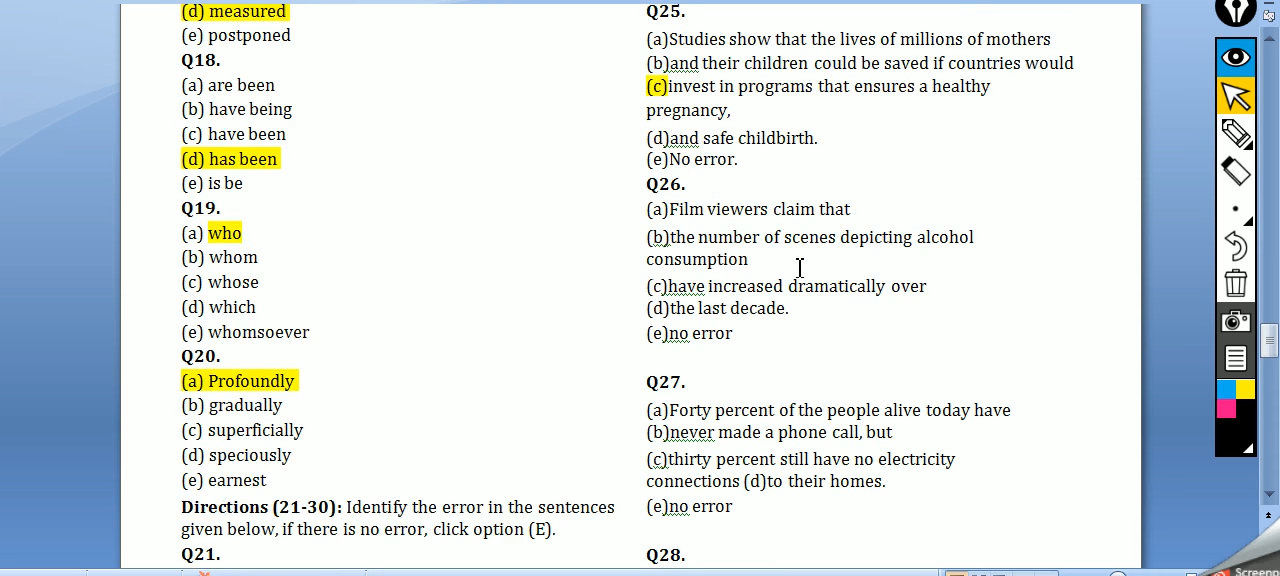 (d) measured
(e) postponed
Q18.
(a) are been
(b) have being
(c) have been
(d) has been
(e) is be
Q19.
(a) who
(b) whom
(c) whose
(d) which
(e) whomsoever
Q20.
(a) Profoundly
(b) gradually
(c) superficially
(d) speciously
(e) earnest
Directions (21-30): Identify the error in the sentences
given below, if there is no error, click option (E).
Q21.
Q25.
(a)Studies show that the lives of millions of mothers
(b)and their children could be saved if countries would
(c)invest in programs that ensures a healthy
pregnancy,
(d)and safe childbirth.
(e)No error.
Q26.
(a)Film viewers claim that
(b)the number of scenes depicting alcohol
consumption
(c)have increased dramatically over
(d)the last decade.
(e)no error
Q27.
(a)Forty percent of the people alive today have
(b)never made a phone call, but
(c)thirty percent still have no electricity
connections (d)to their homes.
(e)no error
Q28.